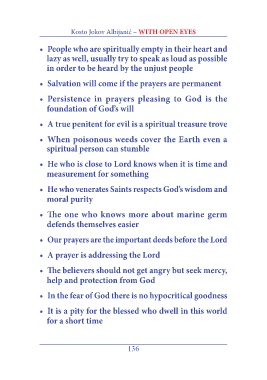 Kosto Jokov Albijanić – WITH OPEN EYES
• People who are spiritually empty in their heart and
lazy as well, usually try to speak as loud as possible
in order to be heard by the unjust people
• Salvation will come if the prayers are permanent
• Persistence in prayers pleasing to God is the
foundation of God's will
• A true penitent for evil is a spiritual treasure trove
• When poisonous weeds cover the Earth even a
spiritual person can stumble
• He who is close to Lord knows when it is time and
measurement for something
• He who venerates Saints respects God's wisdom and
moral purity
• The one who knows more about marine germ
defends themselves easier
• Our prayers are the important deeds before the Lord
• A prayer is addressing the Lord
• The believers should not get angry but seek mercy,
help and protection from God
• In the fear of God there is no hypocritical goodness
• It is a pity for the blessed who dwell in this world
for a short time
136